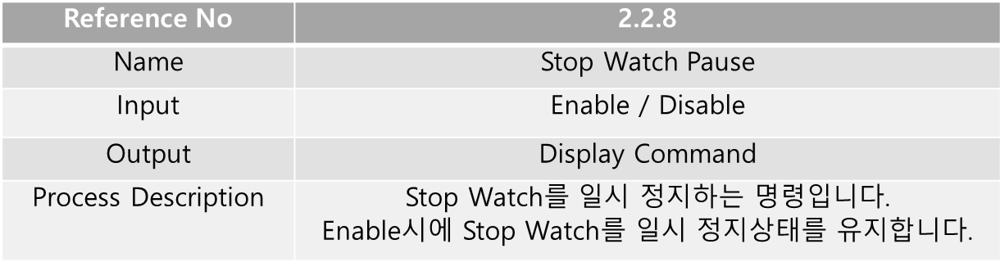 Reference No 2.2.8
Name Stop Watch Pause
Input Enable / Disable
Output Display Command
Process Description Stop Watch를 일시 정지하는 명령입니다.
Enable시에 Stop Watch를 일시 정지상태를 유지합니다.